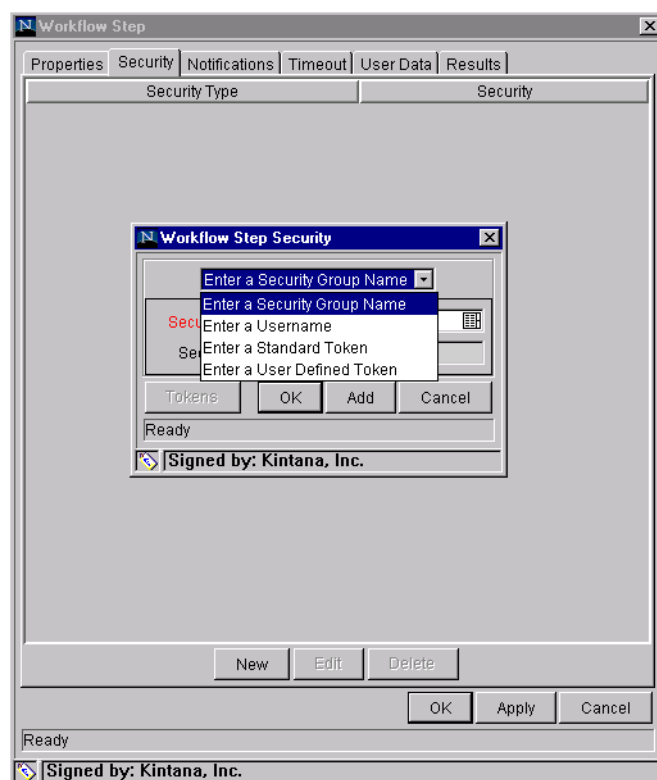 Workflow Step
Properties Security Notifications Timeout User Data Results
Security Type Security
Workflow Step Security
Enter a Security Group Name
Enter a Security Group Name
Enter a Username
Enter a Standard Token
Enter a User Defined Token
Tokens OK Add Cancel
Ready
Signed by: Kintana, Inc.
New Edit Delete
OK Apply Cancel
Ready
Signed by: Kintana, Inc.